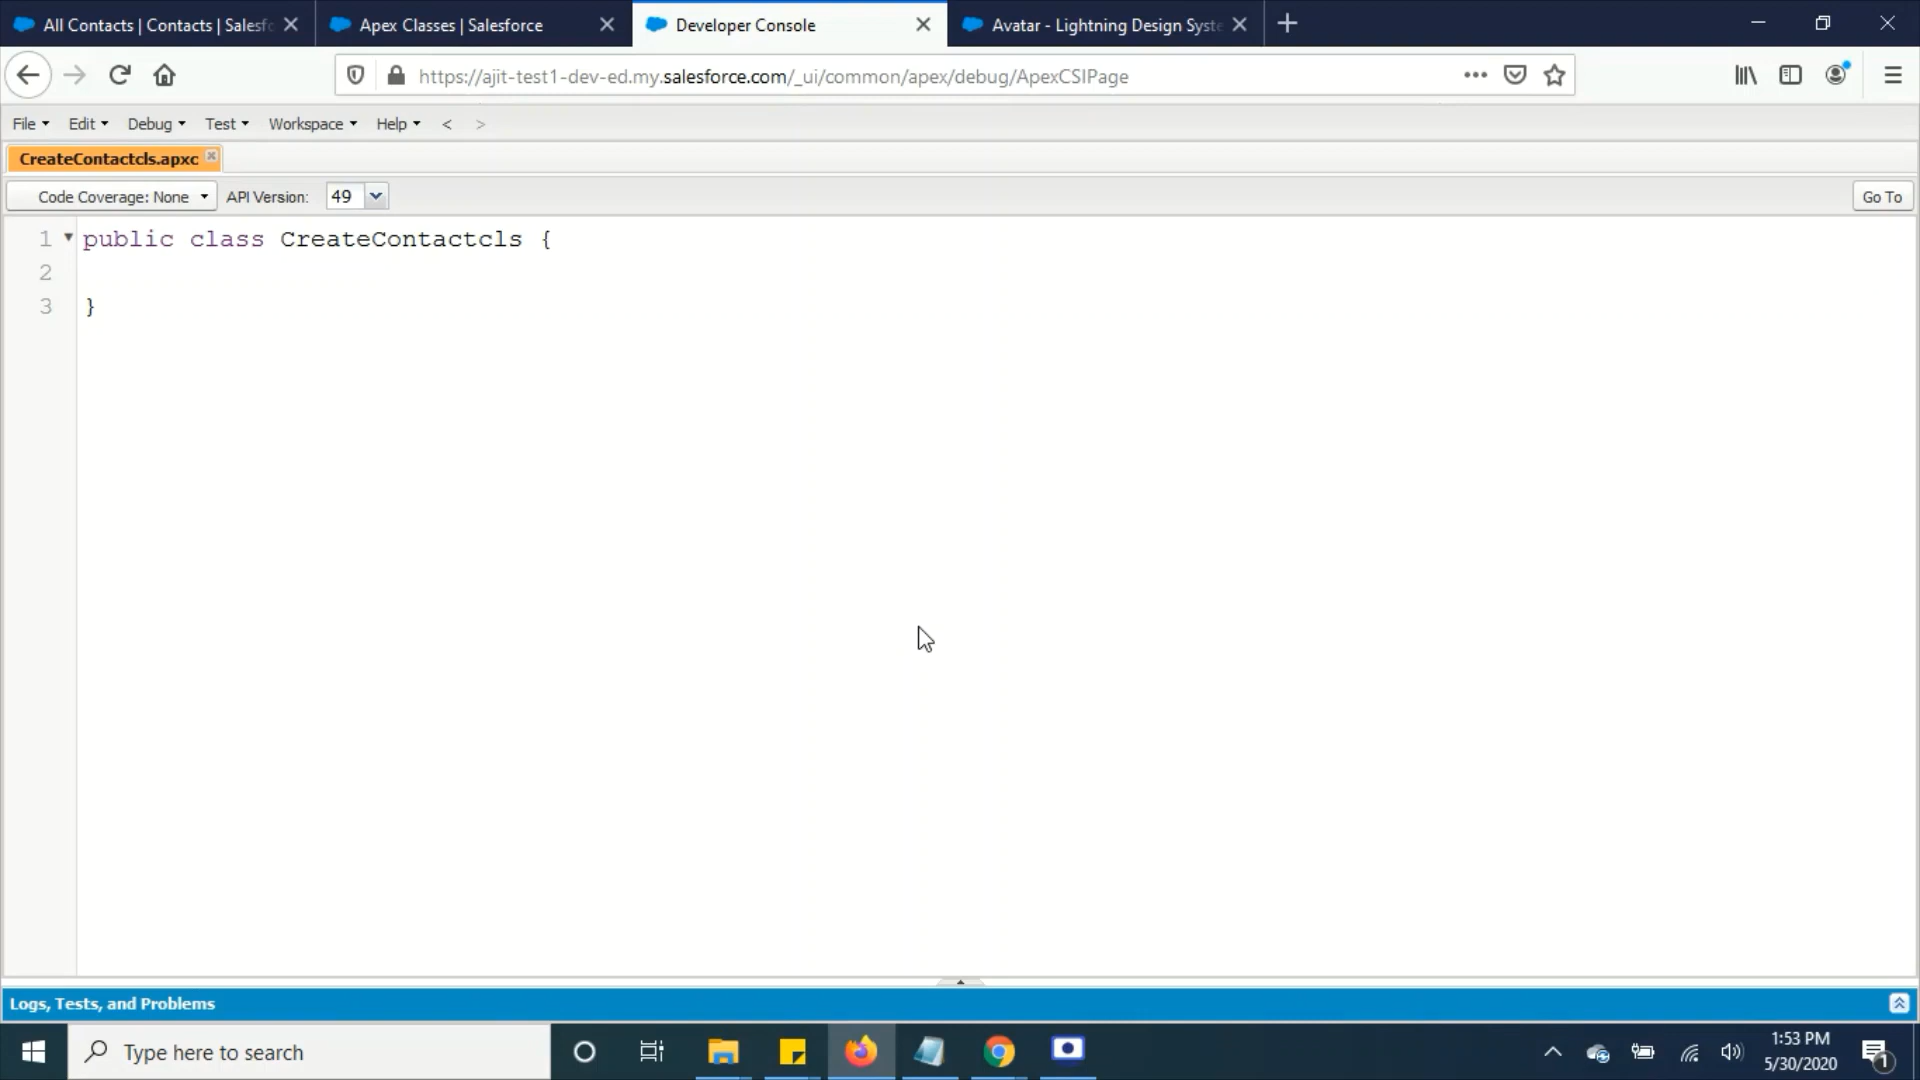 All Contacts | Contacts | Salesfo
Apex Classes | Salesforce
Developer Console
Avatar - Lightning Design Syste
https://ajit-test1-dev-ed.my.salesforce.com/_ui/common/apex/debug/ApexCSIPage
File Edit Debug Test Workspace Help < >
CreateContactcls.apxc
Code Coverage: None API Version: 49 Go To
1 public class CreateContactcls {
2
3 }
Logs, Tests, and Problems
Type here to search
1:53 PM
5/30/2020
1